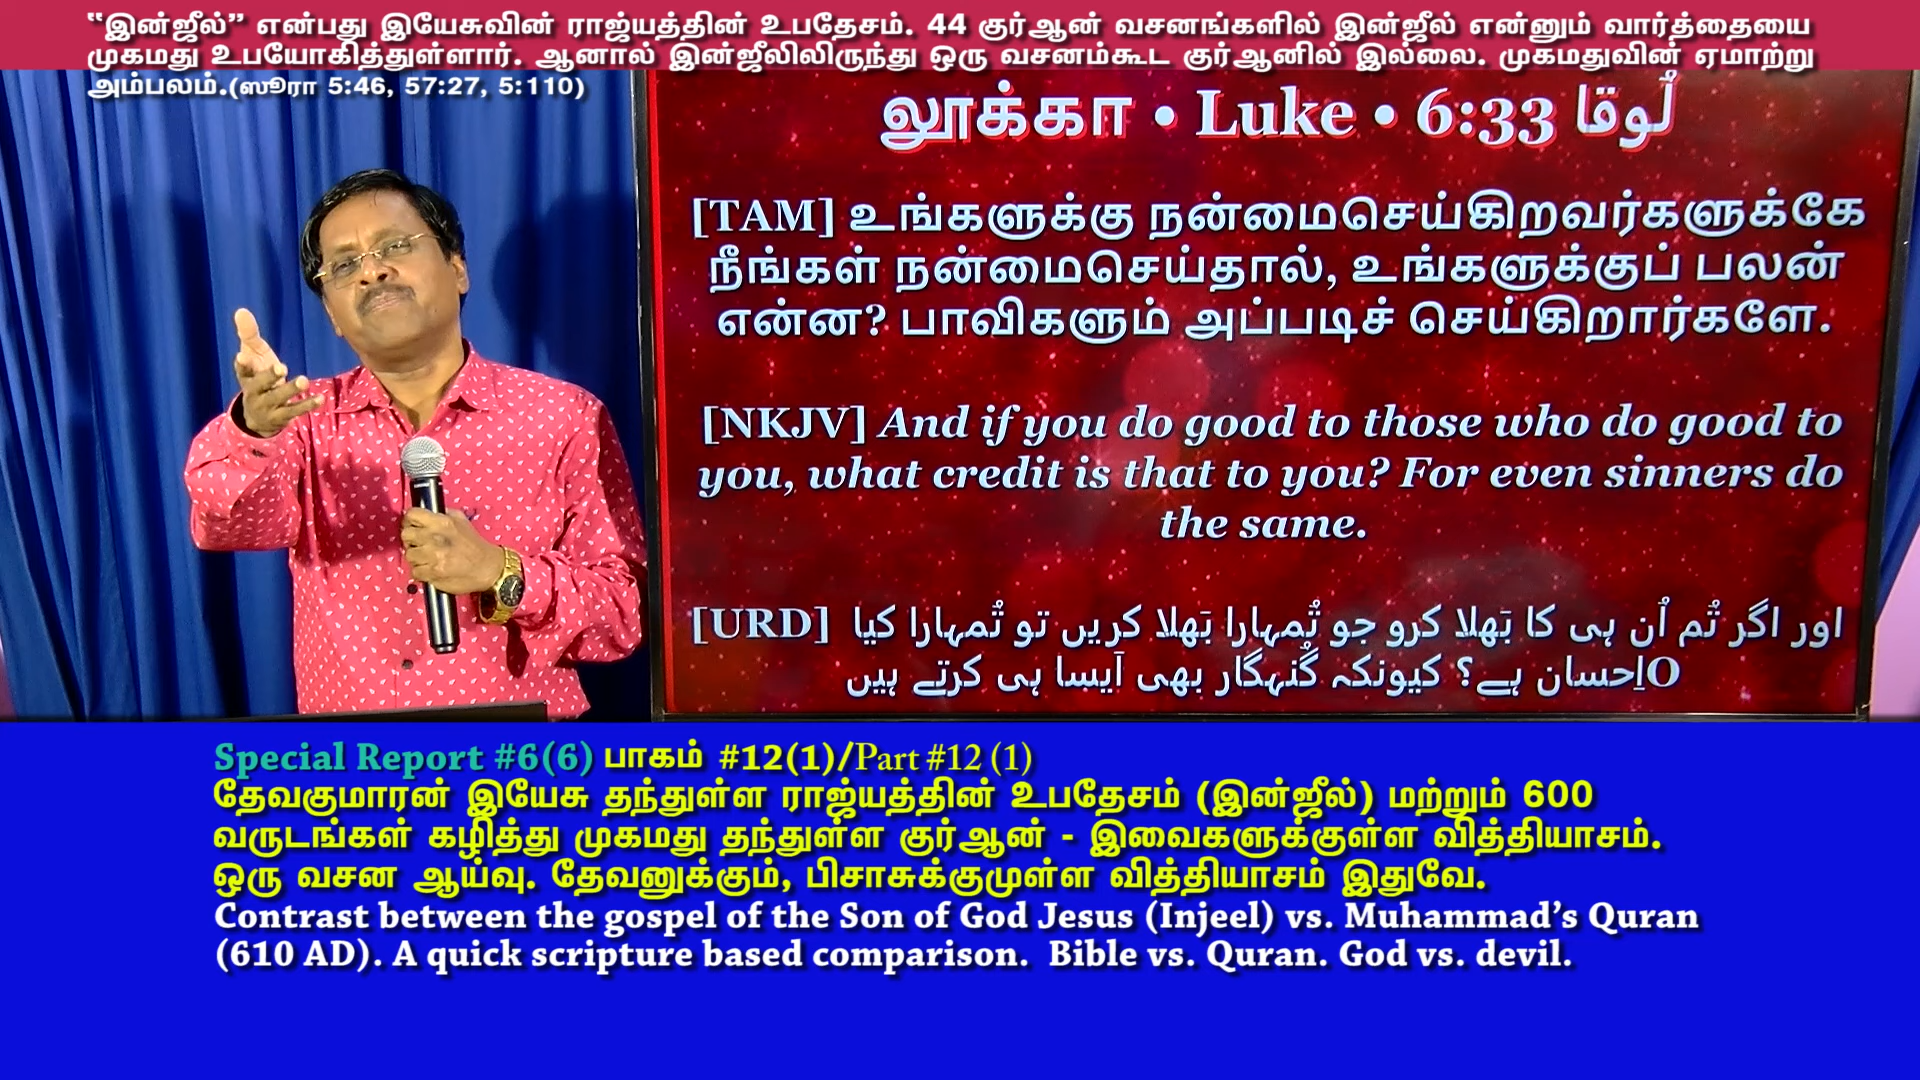 “இன்ஜீல்” என்பது இயேசுவின் ராஜ்யத்தின் உபதேசம். 44 குர்ஆன் வசனங்களில் இன்ஜீல் என்னும் வார்த்தையை
முகமது உபயோகித்துள்ளார். ஆனால் இன்ஜீலிலிருந்து ஒரு வசனம்கூட குர்ஆனில் இல்லை. முகமதுவின் ஏமாற்று
அம்பலம்.(ஸூரா 5:46, 57:27, 5:110)
லூக்கா • Luke • 6:33 لُوقا
[TAM] உங்களுக்கு நன்மைசெய்கிறவர்களுக்கே
நீங்கள் நன்மைசெய்தால், உங்களுக்குப் பலன்
என்ன? பாவிகளும் அப்படிச் செய்கிறார்களே.
[NKJV] And if you do good to those who do good to
you, what credit is that to you? For even sinners do
the same.
[URD] اور اگر تُم اُن ہی کا بَھلا کرو جو تُمہارا بَھلا کریں تو تُمہارا کیا
Oاِحسان ہے؟ کیونکہ گُنہگار بھی اَیسا ہی کرتے ہیں
Special Report #6(6) பாகம் #12(1)/Part #12 (1)
தேவகுமாரன் இயேசு தந்துள்ள ராஜ்யத்தின் உபதேசம் (இன்ஜீல்) மற்றும் 600
வருடங்கள் கழித்து முகமது தந்துள்ள குர்ஆன் - இவைகளுக்குள்ள வித்தியாசம்.
ஒரு வசன ஆய்வு. தேவனுக்கும், பிசாசுக்குமுள்ள வித்தியாசம் இதுவே.
Contrast between the gospel of the Son of God Jesus (Injeel) vs. Muhammad’s Quran
(610 AD). A quick scripture based comparison.  Bible vs. Quran. God vs. devil.